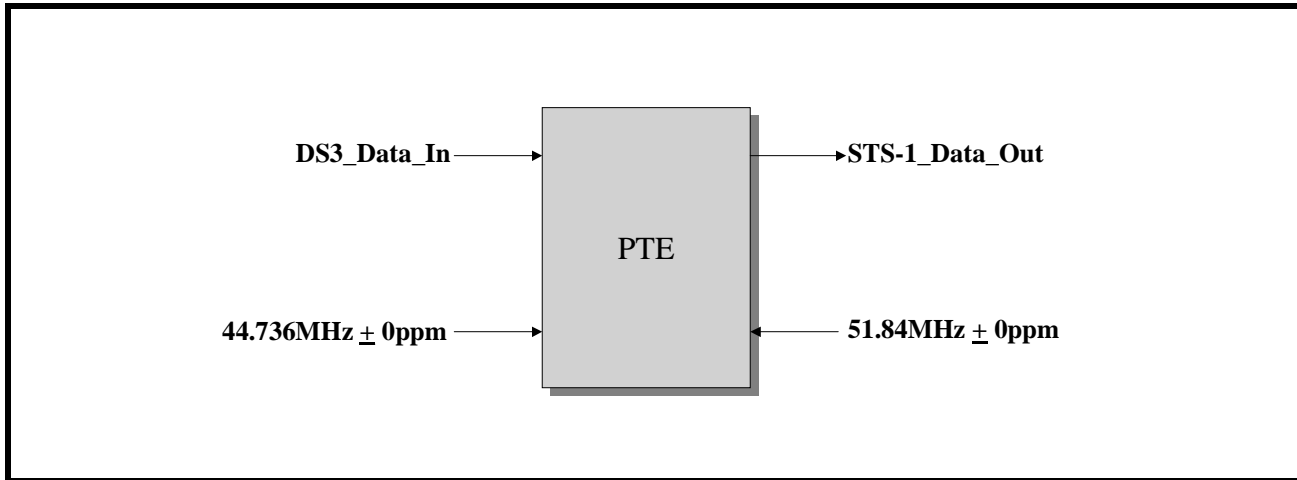 DS3_Data_In
STS-1_Data_Out
PTE
44.736MHz ± 0ppm
51.84MHz ± 0ppm